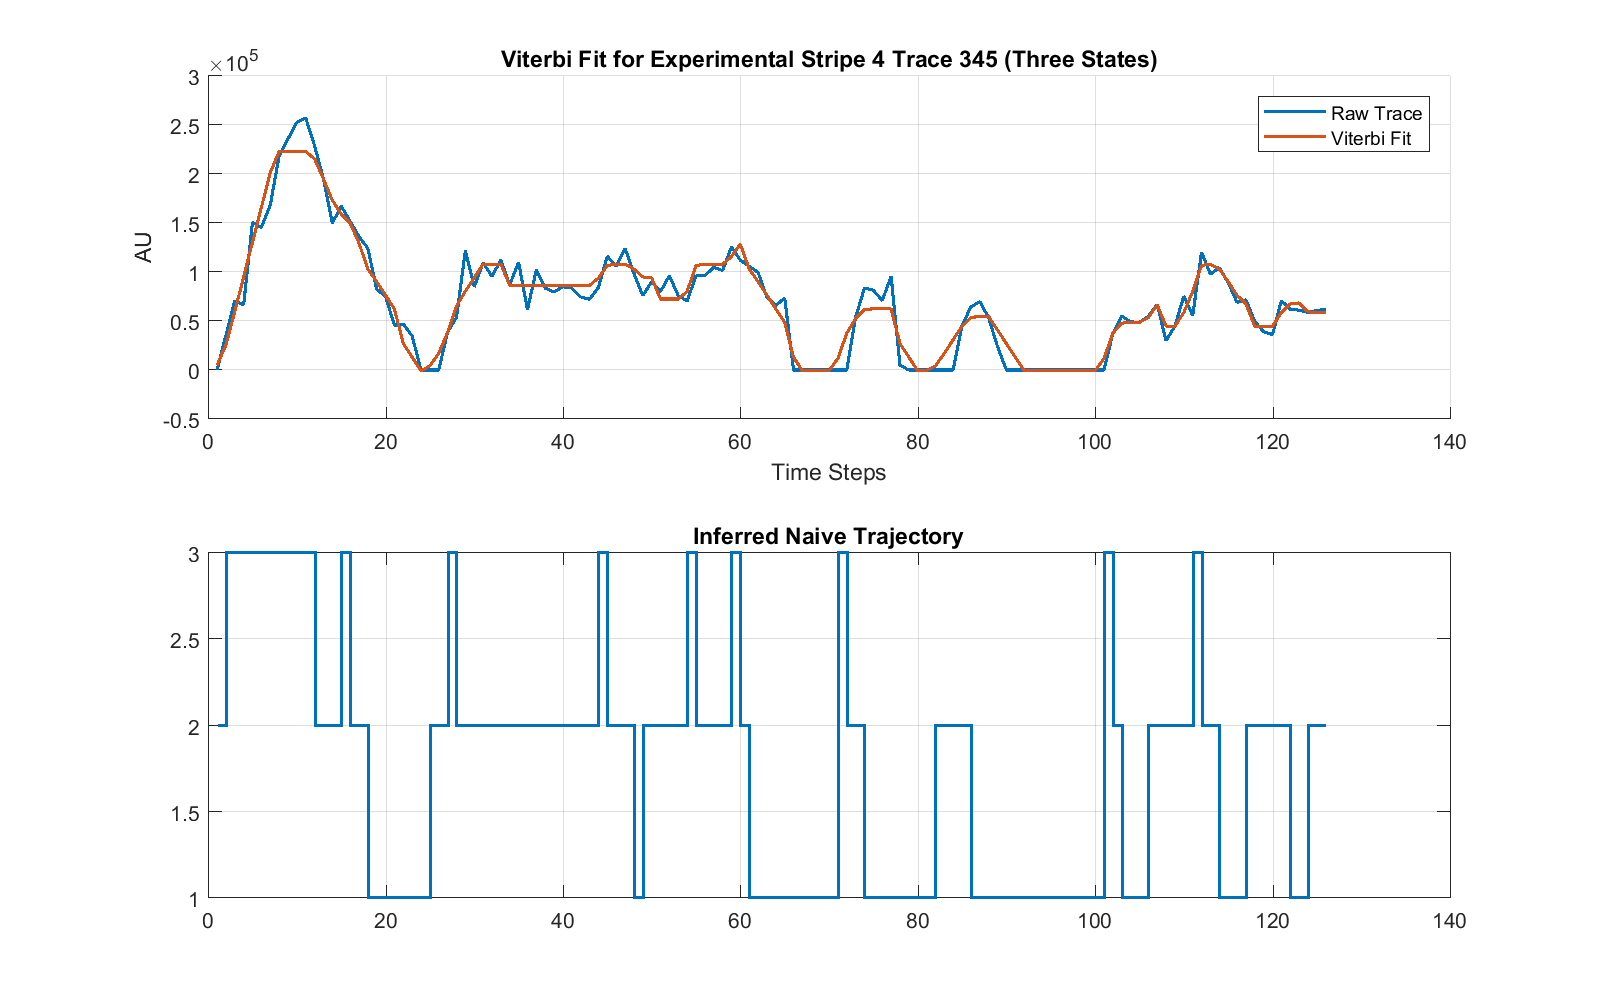 Viterbi Fit for Experimental Stripe 4 Trace 345 (Three States)
×10^5
3
2.5
2
1.5
1
0.5
0
-0.5
AU
Raw Trace
Viterbi Fit
0 20 40 60 80 100 120 140
Time Steps
Inferred Naive Trajectory
3
2.5
2
1.5
1
0 20 40 60 80 100 120 140